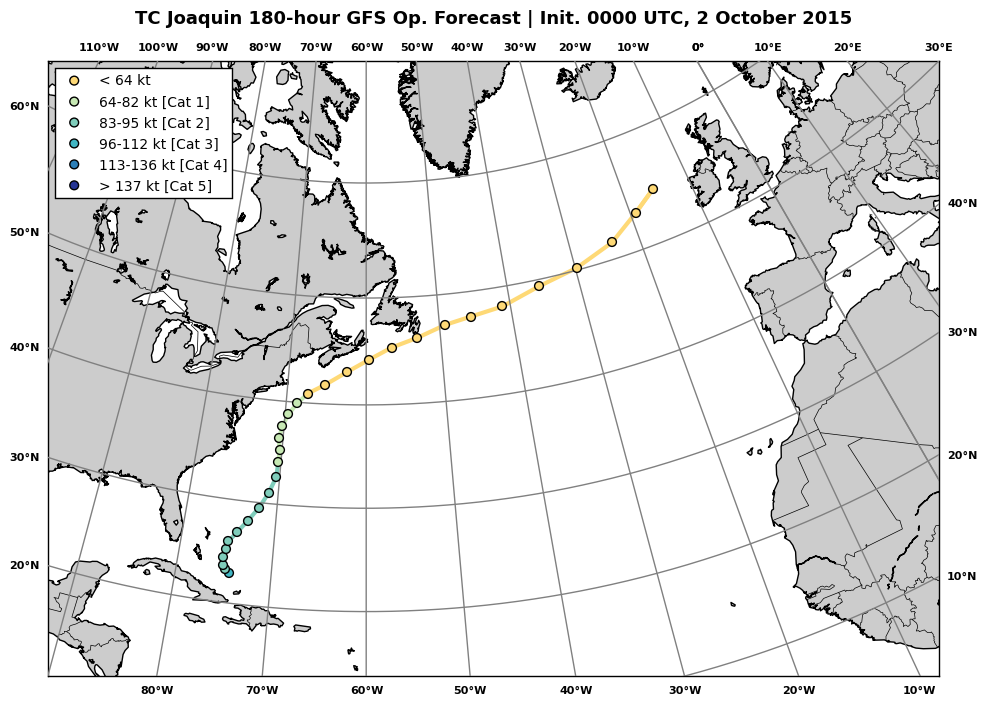 TC Joaquin 180-hour GFS Op. Forecast | Init. 0000 UTC, 2 October 2015
110°W 100°W 90°W 80°W 70°W 60°W 50°W 40°W 30°W 20°W 10°W 0° 10°E 20°E 30°E
< 64 kt
64-82 kt [Cat 1]
83-95 kt [Cat 2]
96-112 kt [Cat 3]
113-136 kt [Cat 4]
> 137 kt [Cat 5]
60°N
50°N
40°N
30°N
20°N
40°N
30°N
20°N
10°N
80°W 70°W 60°W 50°W 40°W 30°W 20°W 10°W